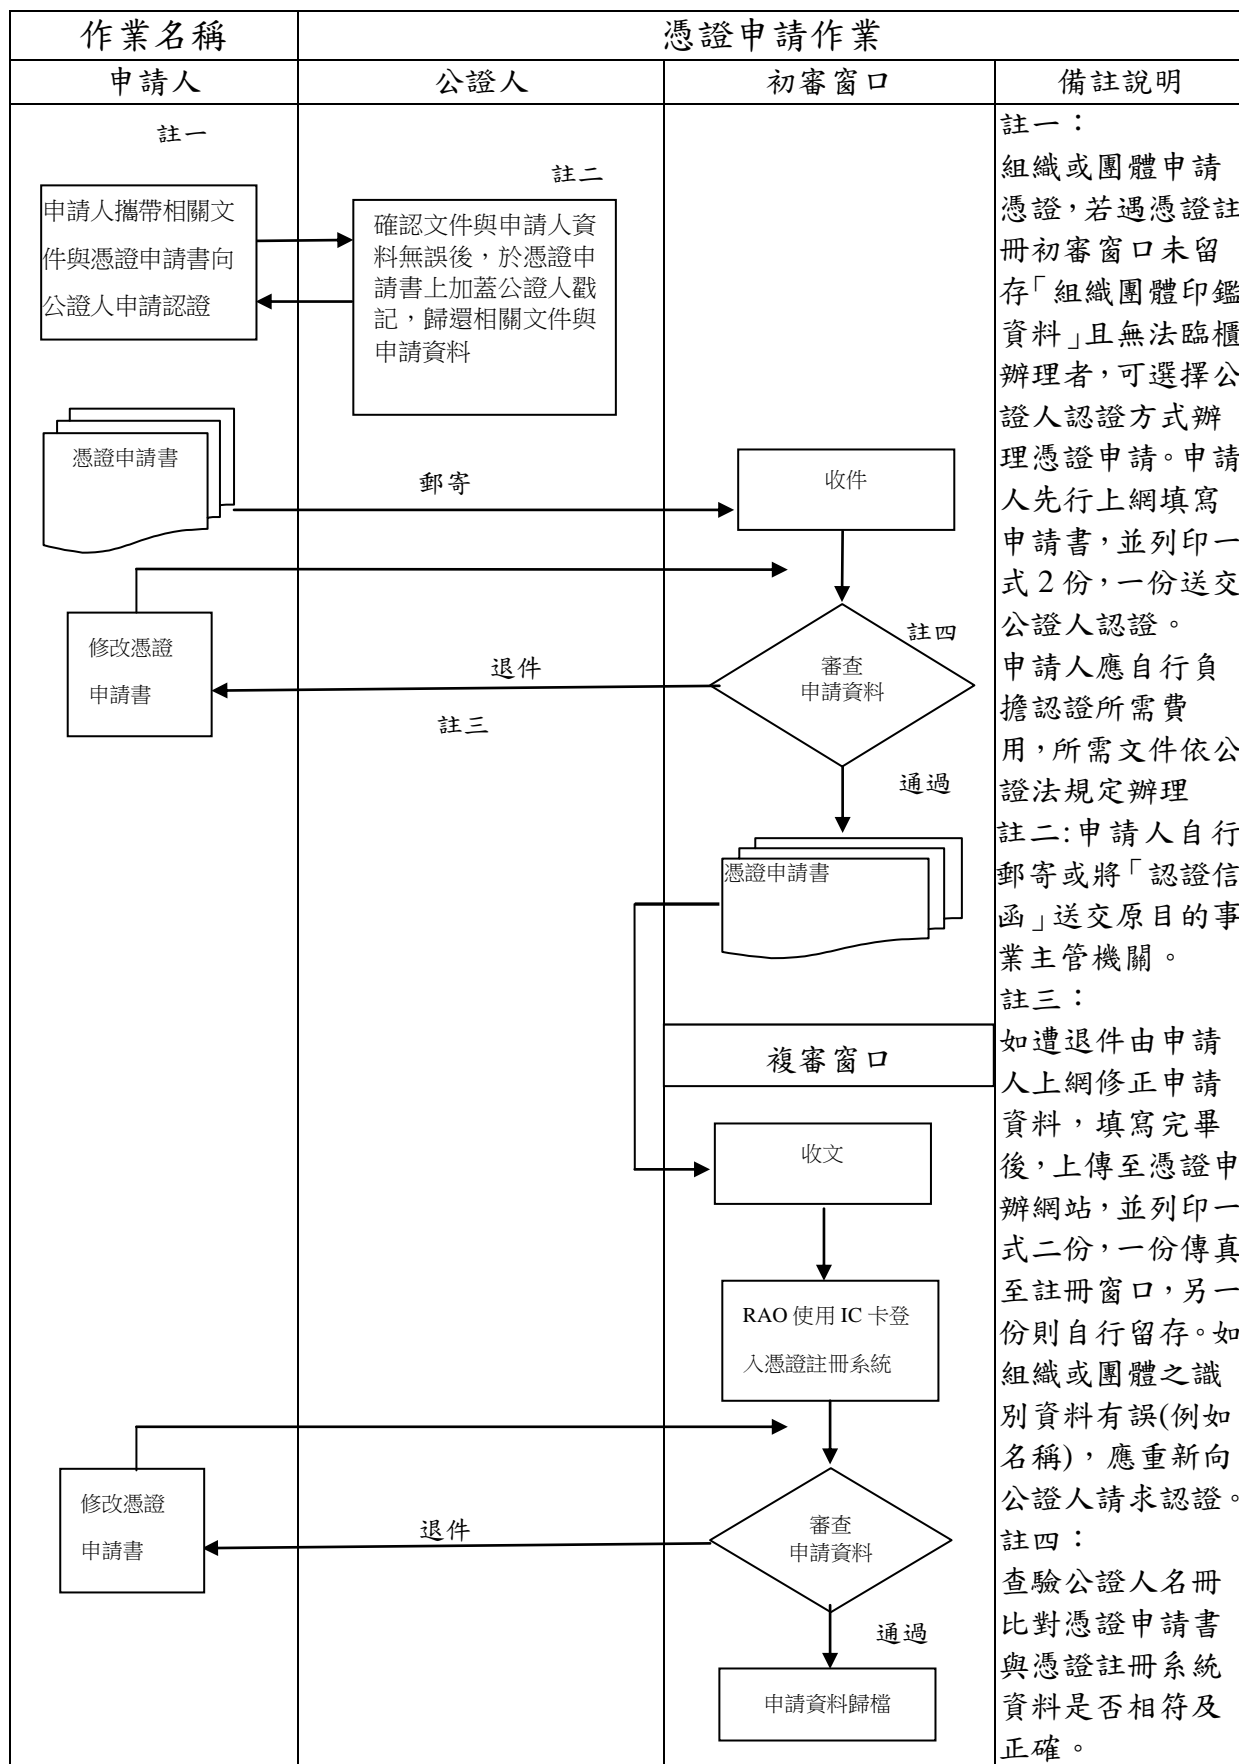 作業名稱
憑證申請作業
申請人
公證人
初審窗口
備註說明
註一
申請人攜帶相關文
件與憑證申請書向
公證人申請認證
註二
確認文件與申請人資
料無誤後，於憑證申
請書上加蓋公證人戳
記，歸還相關文件與
申請資料
憑證申請書
郵寄
收件
修改憑證
申請書
退件
註三
註四
審查
申請資料
通過
憑證申請書
複審窗口
收文
RAO 使用 IC 卡登
入憑證註冊系統
修改憑證
申請書
退件
審查
申請資料
通過
申請資料歸檔
註一：
組織或團體申請
憑證，若遇憑證註
冊初審窗口未留
存「組織團體印鑑
資料」且無法臨櫃
辦理者，可選擇公
證人認證方式辦
理憑證申請。申請
人先行上網填寫
申請書，並列印一
式 2 份，一份送交
公證人認證。
申請人應自行負
擔認證所需費
用，所需文件依公
證法規定辦理
註二:申請人自行
郵寄或將「認證信
函」送交原目的事
業主管機關。
註三：
如遭退件由申請
人上網修正申請
資料，填寫完畢
後，上傳至憑證申
辦網站，並列印一
式二份，一份傳真
至註冊窗口，另一
份則自行留存。如
組織或團體之識
別資料有誤(例如
名稱)，應重新向
公證人請求認證。
註四：
查驗公證人名冊
比對憑證申請書
與憑證註冊系統
資料是否相符及
正確。